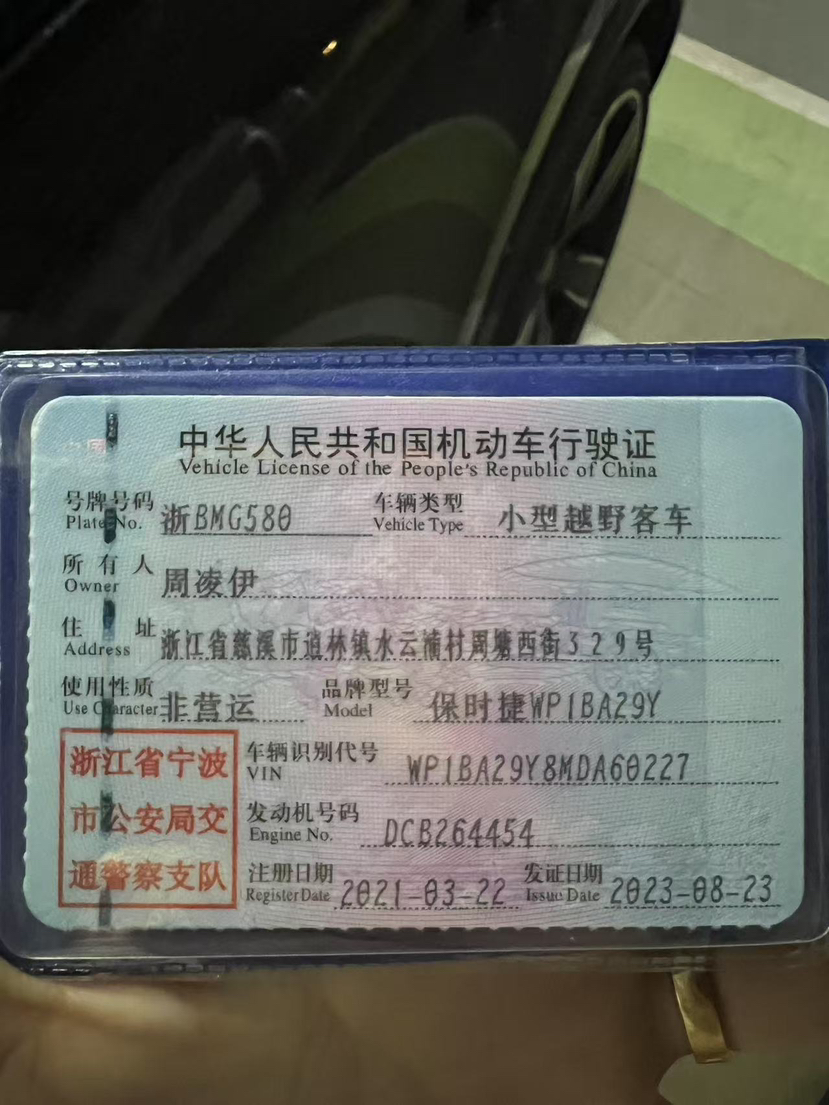 中华人民共和国机动车行驶证
Vehicle License of the People's Republic of China
号牌号码 浙BMG580 车辆类型 小型越野客车
Plate No. Vehicle Type
所有人 周凌伊
Owner
住址 浙江省慈溪市逍林镇水云浦村周塘西街329号
Address
使用性质 非营运 品牌型号 保时捷WP1BA29Y
Use Character Model
浙江省宁波
市公安局交
通警察支队
车辆识别代号 WP1BA29Y8MDA60227
VIN
发动机号码 DCB264454
Engine No.
注册日期 2021-03-22 发证日期 2023-08-23
Register Date Issue Date